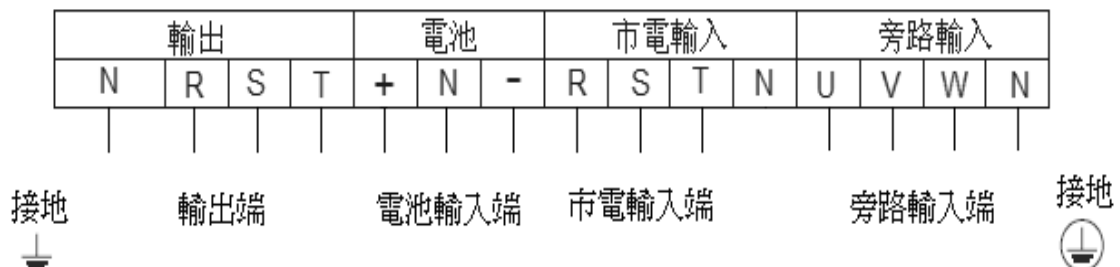 輸出 電池 市電輸入 旁路輸入
N R S T + N - R S T N U V W N
接地 輸出端 電池輸入端 市電輸入端 旁路輸入端 接地